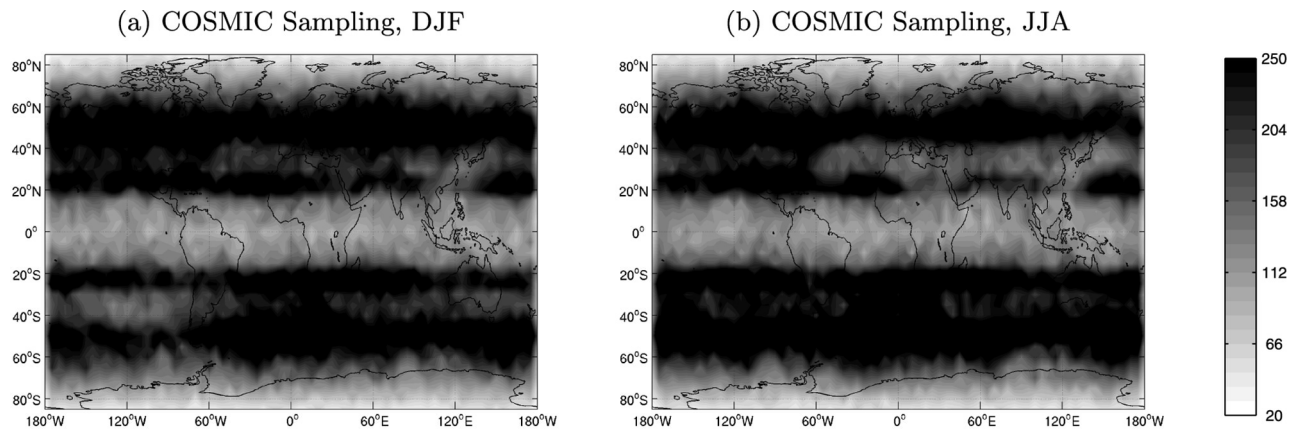 (a) COSMIC Sampling, DJF
(b) COSMIC Sampling, JJA
80°N
60°N
40°N
20°N
0°
20°S
40°S
60°S
80°S
180°W
120°W
60°W
0°
60°E
120°E
180°W
80°N
60°N
40°N
20°N
0°
20°S
40°S
60°S
80°S
180°W
120°W
60°W
0°
60°E
120°E
180°W
250
204
158
112
66
20